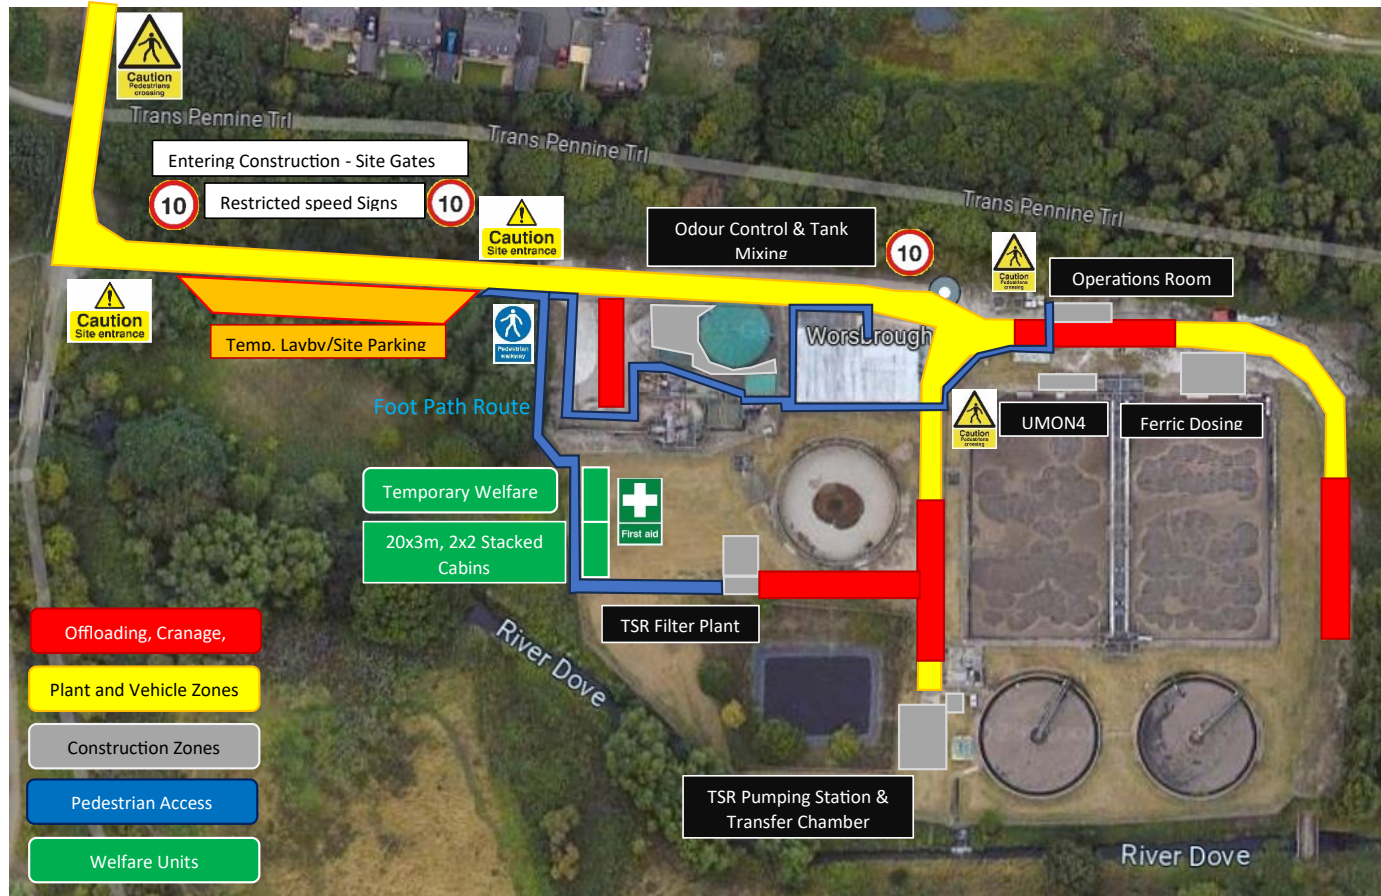 Caution
Pedestrians
crossing
Trans Pennine Trl
Trans Pennine Trl
Trans Pennine Trl
Entering Construction - Site Gates
10
Restricted speed Signs
10
Caution
Site entrance
Odour Control & Tank
Mixing
10
Caution
Pedestrians
crossing
Operations Room
Caution
Site entrance
Temp. Layby/Site Parking
Pedestrian
walkway
Worsbrough
Foot Path Route
Caution
Pedestrians
crossing
UMON4
Ferric Dosing
Temporary Welfare
20x3m, 2x2 Stacked
Cabins
First aid
TSR Filter Plant
River Dove
Offloading, Cranage,
Plant and Vehicle Zones
Construction Zones
Pedestrian Access
Welfare Units
TSR Pumping Station &
Transfer Chamber
River Dove